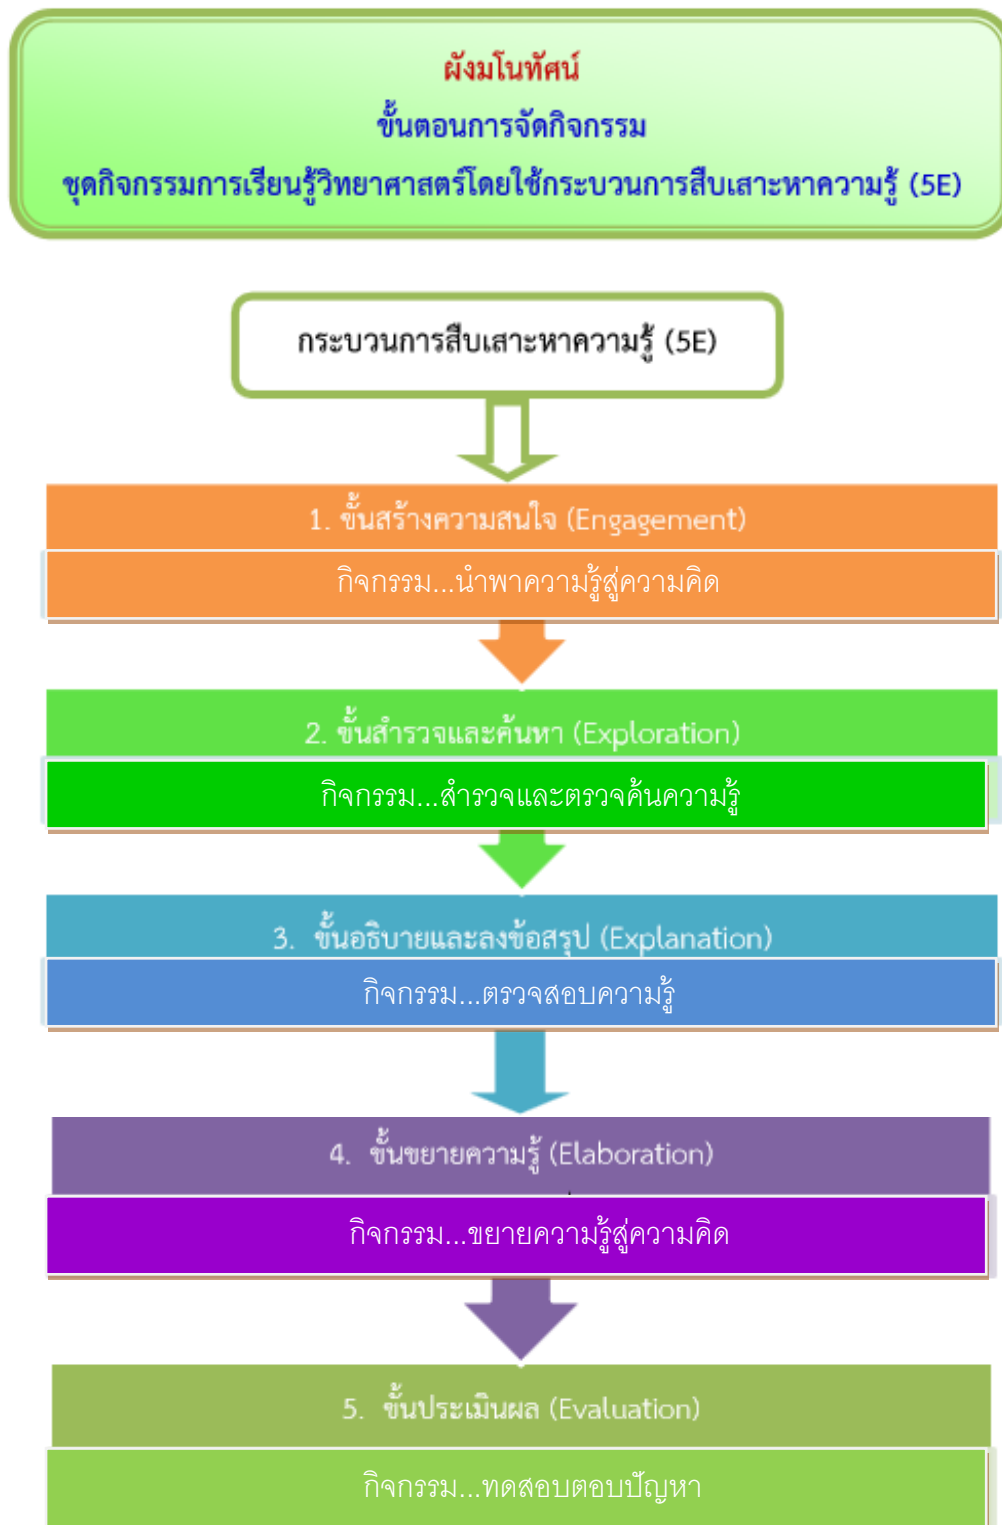 ผังมโนทัศน์
ขั้นตอนการจัดกิจกรรม
ชุดกิจกรรมการเรียนรู้วิทยาศาสตร์โดยใช้กระบวนการสืบเสาะหาความรู้ (5E)
กระบวนการสืบเสาะหาความรู้ (5E)
1. ขั้นสร้างความสนใจ (Engagement)
กิจกรรม...นำพาความรู้สู่ความคิด
2. ขั้นสำรวจและค้นหา (Exploration)
กิจกรรม...สำรวจและตรวจค้นความรู้
3. ขั้นอธิบายและลงข้อสรุป (Explanation)
กิจกรรม...ตรวจสอบความรู้
4. ขั้นขยายความรู้ (Elaboration)
กิจกรรม...ขยายความรู้สู่ความคิด
5. ขั้นประเมินผล (Evaluation)
กิจกรรม...ทดสอบตอบปัญหา